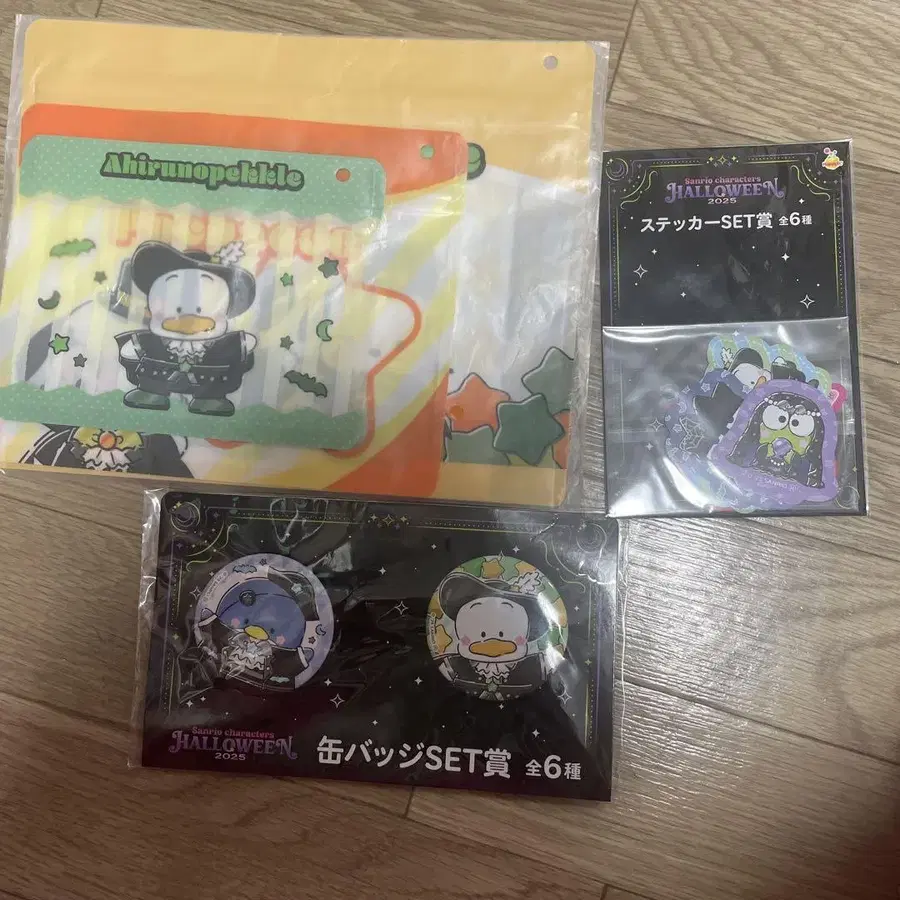 Ahirunopekkle
Sanrio characters
HALLOWEEN
2025
ステッカーSET賞 全6種
Sanrio characters
HALLOWEEN
2025
缶バッジSET賞 全6種